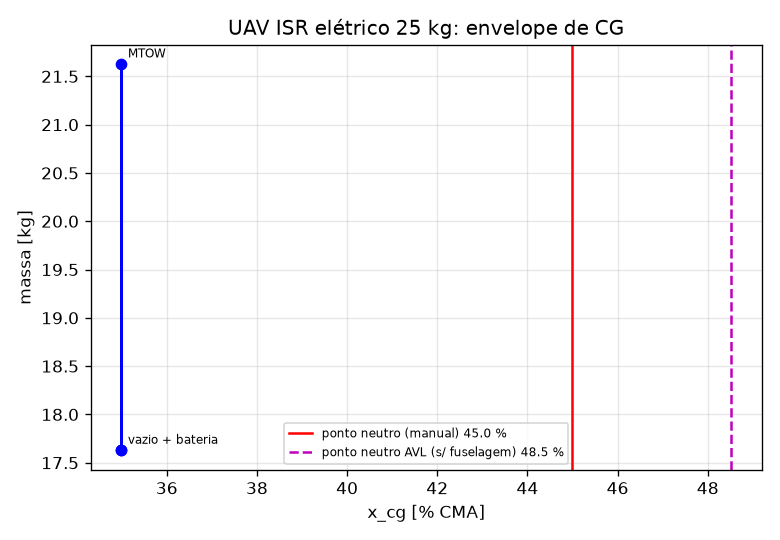 UAV ISR elétrico 25 kg: envelope de CG
MTOW
21.5
21.0
20.5
20.0
19.5
19.0
18.5
18.0
17.5
massa [kg]
vazio + bateria
ponto neutro (manual) 45.0 %
ponto neutro AVL (s/ fuselagem) 48.5 %
36 38 40 42 44 46 48
x_cg [% CMA]